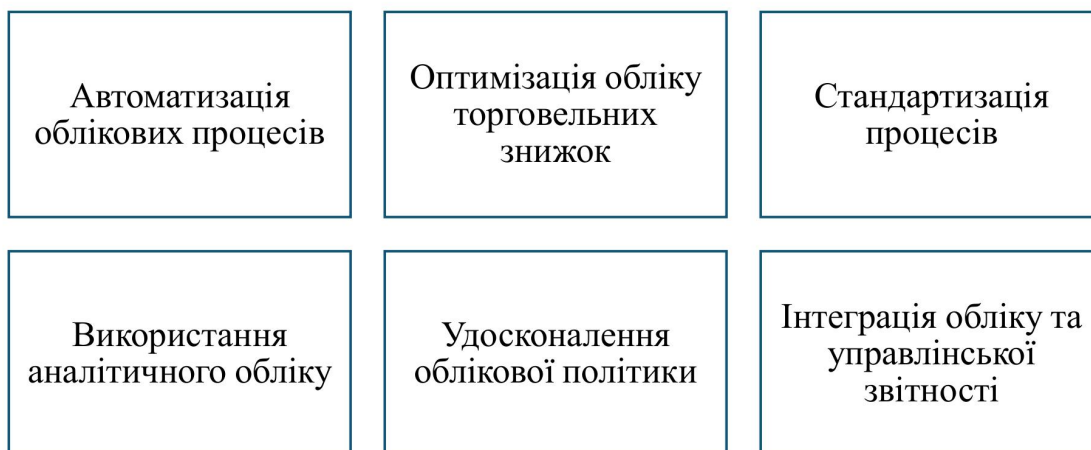 Автоматизація
облікових процесів
Оптимізація обліку
торговельних
знижок
Стандартизація
процесів
Використання
аналітичного обліку
Удосконалення
облікової політики
Інтеграція обліку та
управлінської
звітності